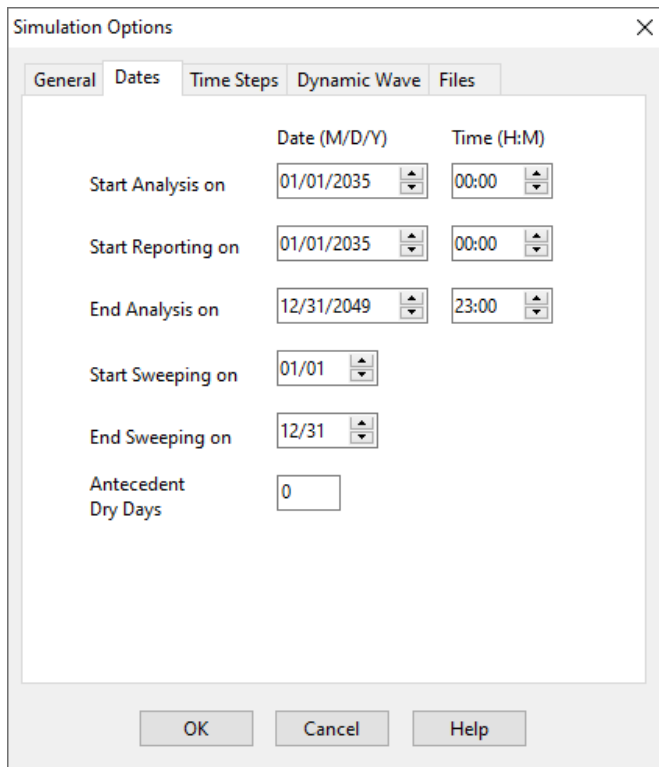 Simulation Options
General Dates Time Steps Dynamic Wave Files
Date (M/D/Y) Time (H:M)
Start Analysis on 01/01/2035 00:00
Start Reporting on 01/01/2035 00:00
End Analysis on 12/31/2049 23:00
Start Sweeping on 01/01
End Sweeping on 12/31
Antecedent
Dry Days 0
OK Cancel Help